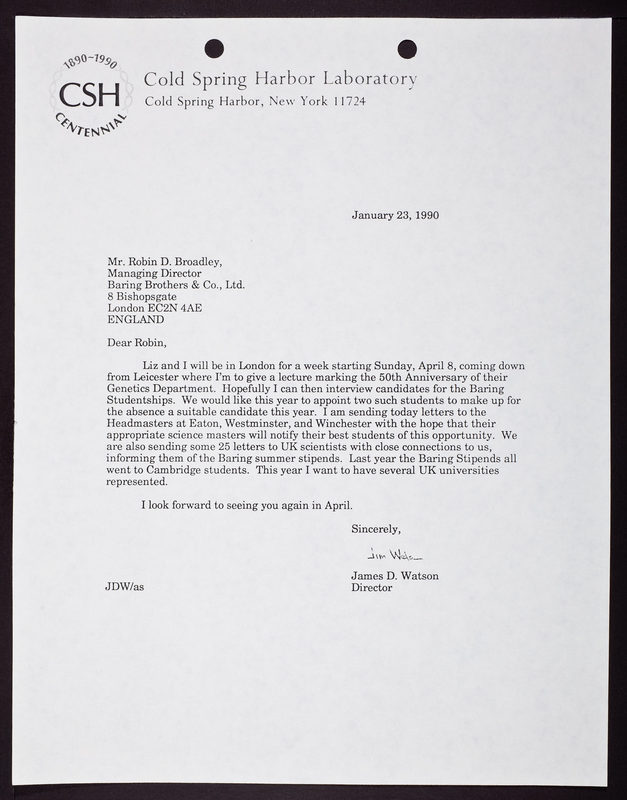 1890-1990
CSH
CENTENNIAL
Cold Spring Harbor Laboratory
Cold Spring Harbor, New York 11724
January 23, 1990
Mr. Robin D. Broadley,
Managing Director
Baring Brothers & Co., Ltd.
8 Bishopsgate
London EC2N 4AE
ENGLAND
Dear Robin,
Liz and I will be in London for a week starting Sunday, April 8, coming down
from Leicester where I'm to give a lecture marking the 50th Anniversary of their
Genetics Department. Hopefully I can then interview candidates for the Baring
Studentships. We would like this year to appoint two such students to make up for
the absence a suitable candidate this year. I am sending today letters to the
Headmasters at Eaton, Westminster, and Winchester with the hope that their
appropriate science masters will notify their best students of this opportunity. We
are also sending some 25 letters to UK scientists with close connections to us,
informing them of the Baring summer stipends. Last year the Baring Stipends all
went to Cambridge students. This year I want to have several UK universities
represented.
I look forward to seeing you again in April.
Sincerely,
Jim Watson
James D. Watson
Director
JDW/as